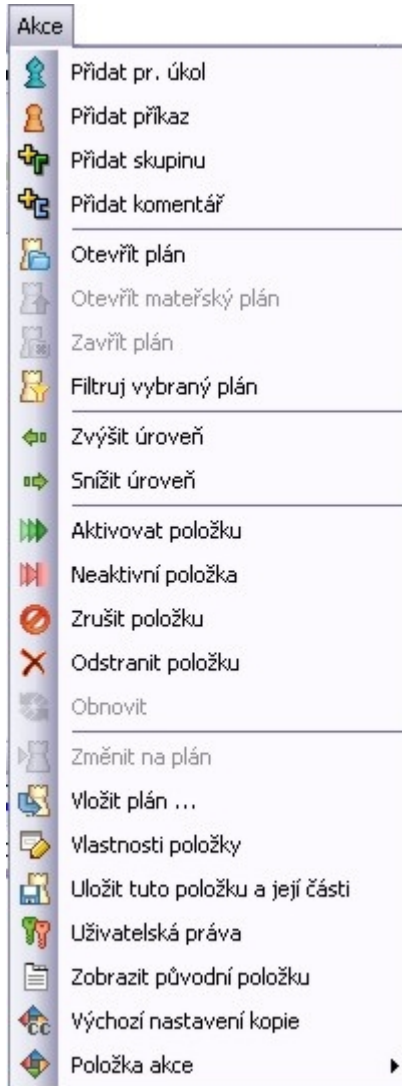 Akce
Přidat pr. úkol
Přidat příkaz
Přidat skupinu
Přidat komentář
Otevřít plán
Otevřít mateřský plán
Zavřít plán
Filtruj vybraný plán
Zvýšit úroveň
Snížit úroveň
Aktivovat položku
Neaktivní položka
Zrušit položku
Odstranit položku
Obnovit
Změnit na plán
Vložit plán ...
Vlastnosti položky
Uložit tuto položku a její části
Uživatelská práva
Zobrazit původní položku
Výchozí nastavení kopie
Položka akce